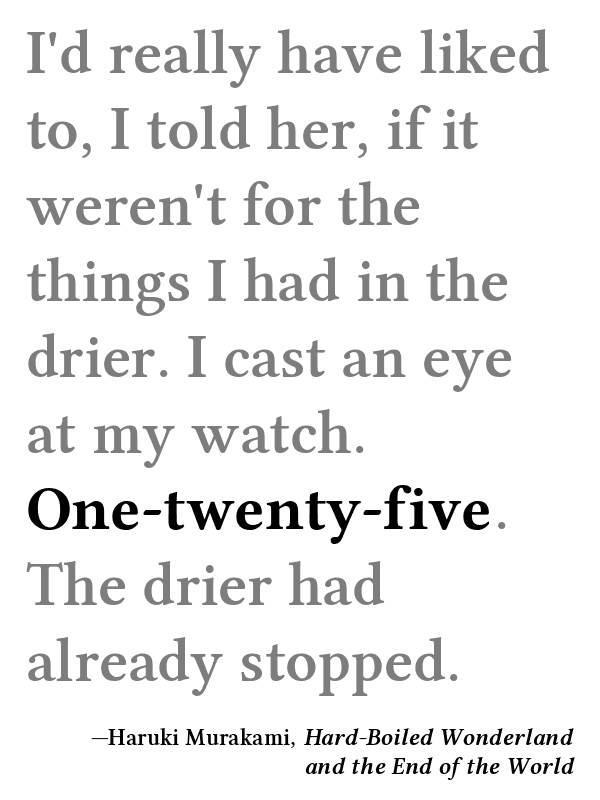 I'd really have liked
to, I told her, if it
weren't for the
things I had in the
drier. I cast an eye
at my watch.
One-twenty-five.
The drier had
already stopped.
—Haruki Murakami, Hard-Boiled Wonderland
and the End of the World